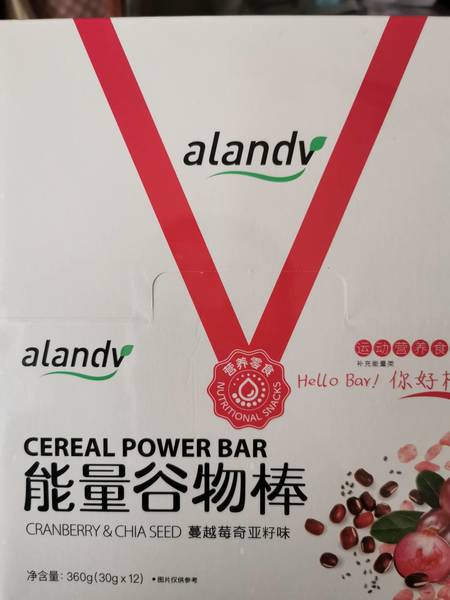 alandv
alandv
营养零食
NUTRITIONAL SNACKS
运动营养食
补充能量类
Hello Bar! 你好
CEREAL POWER BAR
能量谷物棒
CRANBERRY & CHIA SEED 蔓越莓奇亚籽味
净含量: 360g(30g x 12) •图片仅供参考